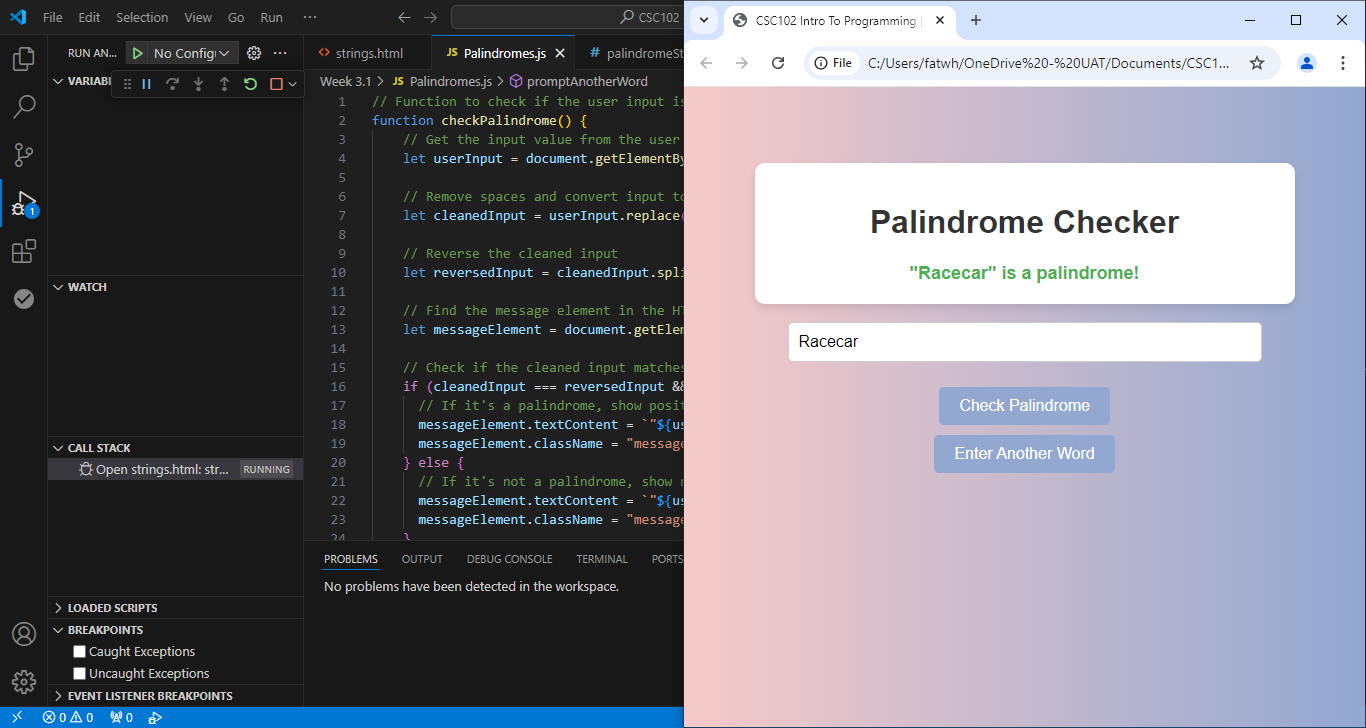 File Edit Selection View Go Run ··· CSC102
RUN AN... No Config
strings.html
Palindromes.js
palindromeSt
Week 3.1 > Palindromes.js > promptAnotherWord
VARIABL
WATCH
CALL STACK
Open strings.html: str... RUNNING
LOADED SCRIPTS
BREAKPOINTS
Caught Exceptions
Uncaught Exceptions
EVENT LISTENER BREAKPOINTS
1 // Function to check if the user input is
2 function checkPalindrome() {
3 // Get the input value from the user
4 let userInput = document.getElementBy
5
6 // Remove spaces and convert input to
7 let cleanedInput = userInput.replace(
8
9 // Reverse the cleaned input
10 let reversedInput = cleanedInput.spli
11
12 // Find the message element in the HT
13 let messageElement = document.getElem
14
15 // Check if the cleaned input matches
16 if (cleanedInput === reversedInput &&
17 // If it's a palindrome, show posit
18 messageElement.textContent = `"${us
19 messageElement.className = "message
20 } else {
21 // If it's not a palindrome, show n
22 messageElement.textContent = `"${us
23 messageElement.className = "message
24 }
PROBLEMS OUTPUT DEBUG CONSOLE TERMINAL PORTS
No problems have been detected in the workspace.
0 0 0
1
CSC102 Intro To Programming |
File C:/Users/fatwh/OneDrive%20-%20UAT/Documents/CSC1...
Palindrome Checker
"Racecar" is a palindrome!
Racecar
Check Palindrome
Enter Another Word